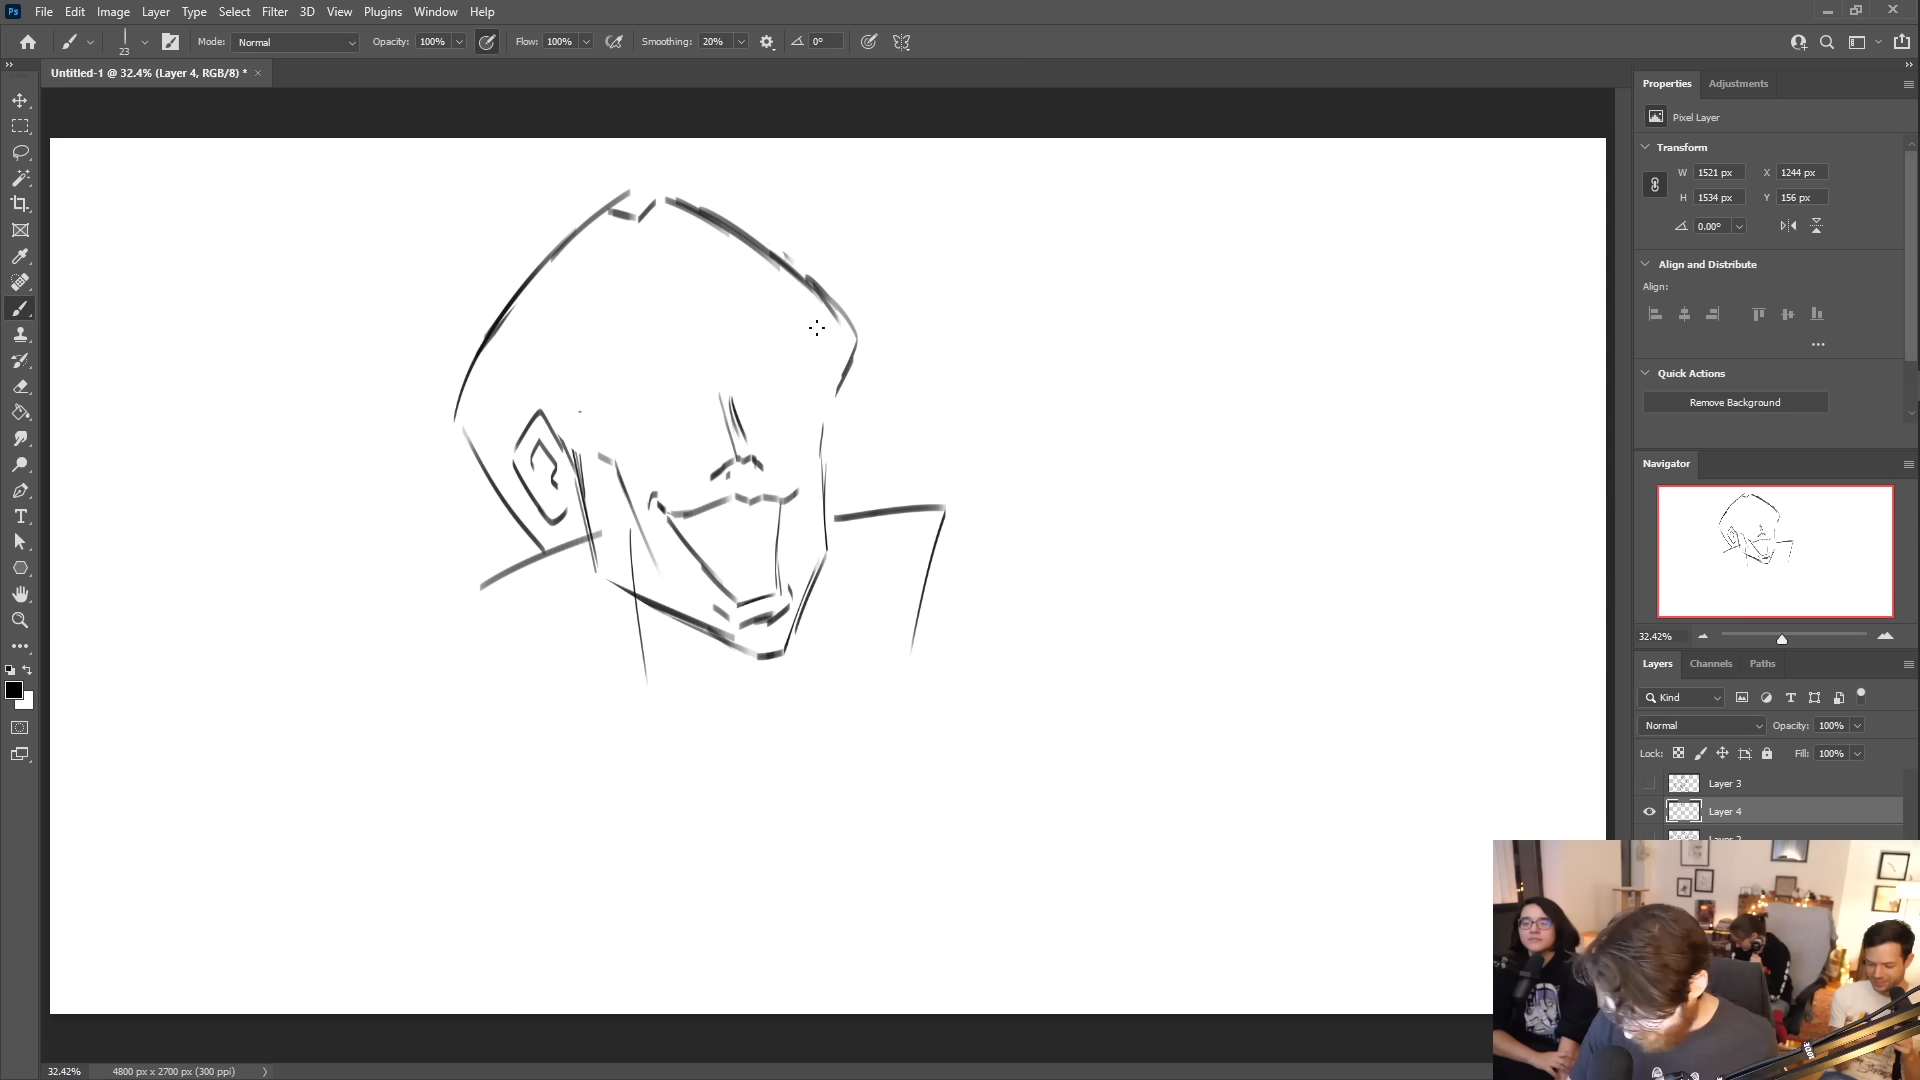 Ps File Edit Image Layer Type Select Filter 3D View Plugins Window Help
23 Mode: Normal Opacity: 100% Flow: 100% Smoothing: 20% 0°
Untitled-1 @ 32.4% (Layer 4, RGB/8) * ×
Properties Adjustments
Pixel Layer
Transform
W 1521 px X 1244 px
H 1534 px Y 156 px
0.00°
Align and Distribute
Align:
Quick Actions
Remove Background
Navigator
32.42%
Layers Channels Paths
Kind
Normal Opacity: 100%
Lock: Fill: 100%
Layer 3
Layer 4
Layer 2
32.42% 4800 px x 2700 px (300 ppi)